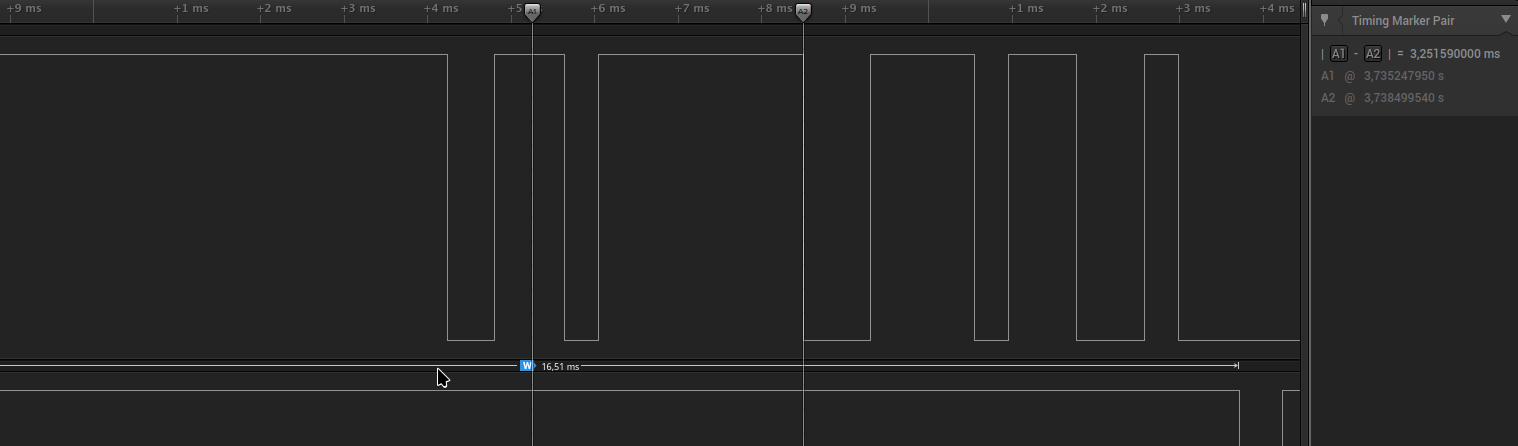 +9 ms +1 ms +2 ms +3 ms +4 ms +5 A1 +6 ms +7 ms +8 ms A2 +9 ms +1 ms +2 ms +3 ms +4 ms
Timing Marker Pair
| A1 - A2 | = 3,251590000 ms
A1 @ 3,735247950 s
A2 @ 3,738499540 s
W 16,51 ms